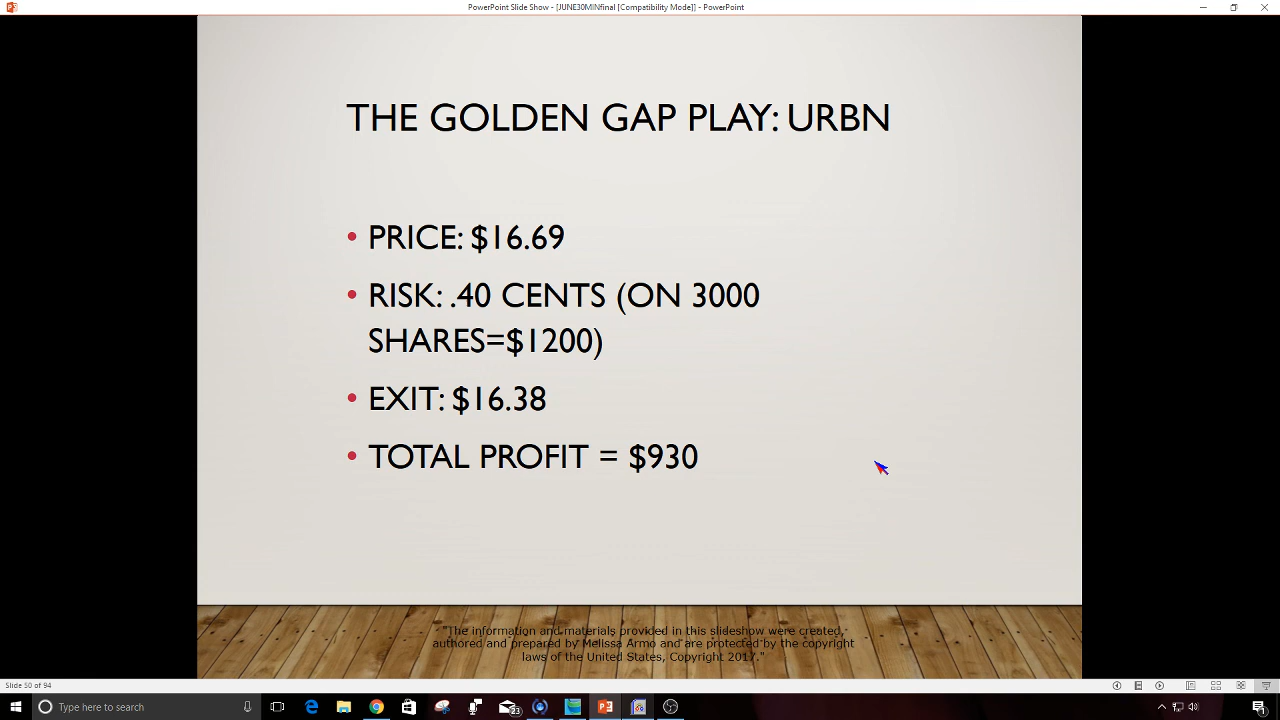 PowerPoint Slide Show - [JUNE30MINfinal [Compatibility Mode]] - PowerPoint
THE GOLDEN GAP PLAY: URBN
• PRICE: $16.69
• RISK: .40 CENTS (ON 3000
SHARES=$1200)
• EXIT: $16.38
• TOTAL PROFIT = $930
"The information and materials provided in this slideshow were created,
authored and prepared by Melissa Armo and are protected by the copyright
laws of the United States, Copyright 2017."
Slide 50 of 94
Type here to search
23